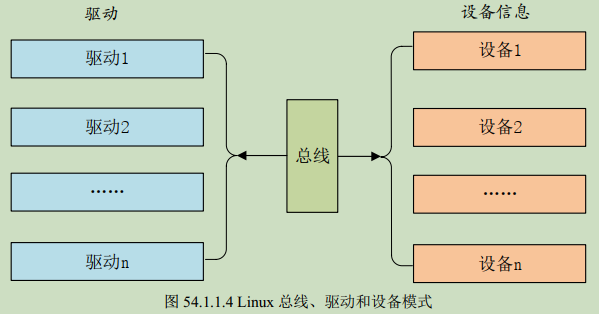 驱动
设备信息
驱动1
设备1
驱动2
设备2
总线
……
……
驱动n
设备n
图 54.1.1.4 Linux 总线、驱动和设备模式